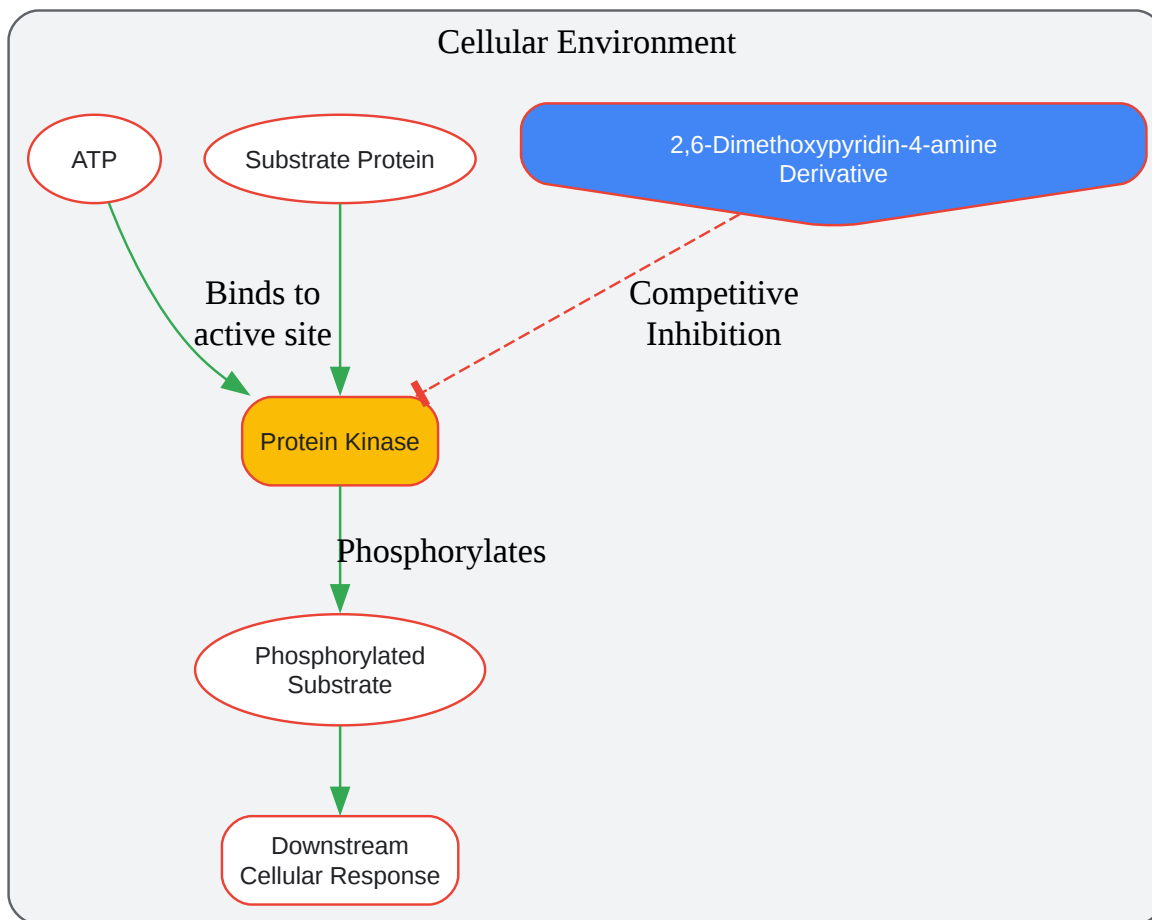 Cellular Environment
ATP
Substrate Protein
2,6-Dimethoxypyridin-4-amine
Derivative
Binds to
active site
Competitive
Inhibition
Protein Kinase
Phosphorylates
Phosphorylated
Substrate
Downstream
Cellular Response